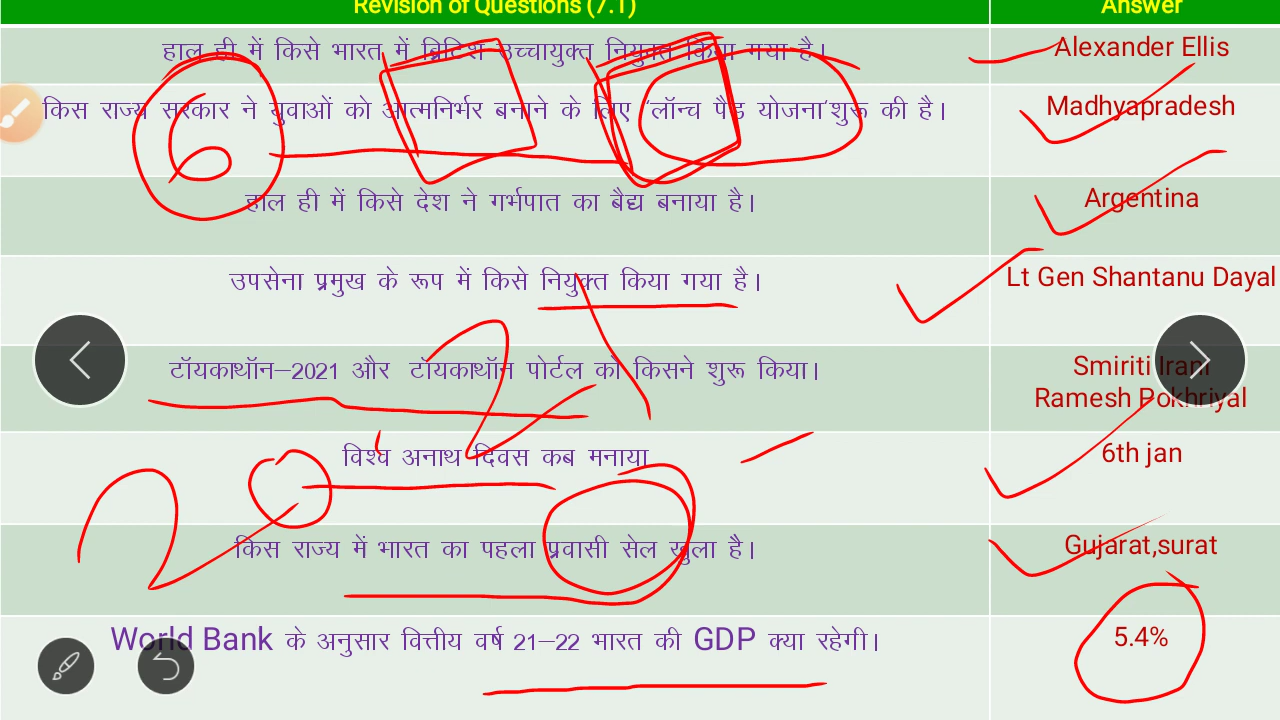 Revision of Questions (7.1)
Answer
हाल ही में किसे भारत में ब्रिटिश उच्चायुक्त नियुक्त किया गया है।
Alexander Ellis
किस राज्य सरकार ने युवाओं को आत्मनिर्भर बनाने के लिए 'लॉन्च पैड योजना'शुरू की है।
Madhyapradesh
हाल ही में किसे देश ने गर्भपात का बैद्य बनाया है।
Argentina
उपसेना प्रमुख के रूप में किसे नियुक्त किया गया है।
Lt Gen Shantanu Dayal
टॉयकाथॉन–2021 और टॉयकाथॉन पोर्टल को किसने शुरू किया।
Smiriti Irani
Ramesh Pokhriyal
विश्व अनाथ दिवस कब मनाया
6th jan
किस राज्य में भारत का पहला प्रवासी सेल खुला है।
Gujarat,surat
World Bank के अनुसार वित्तीय वर्ष 21–22 भारत की GDP क्या रहेगी।
5.4%